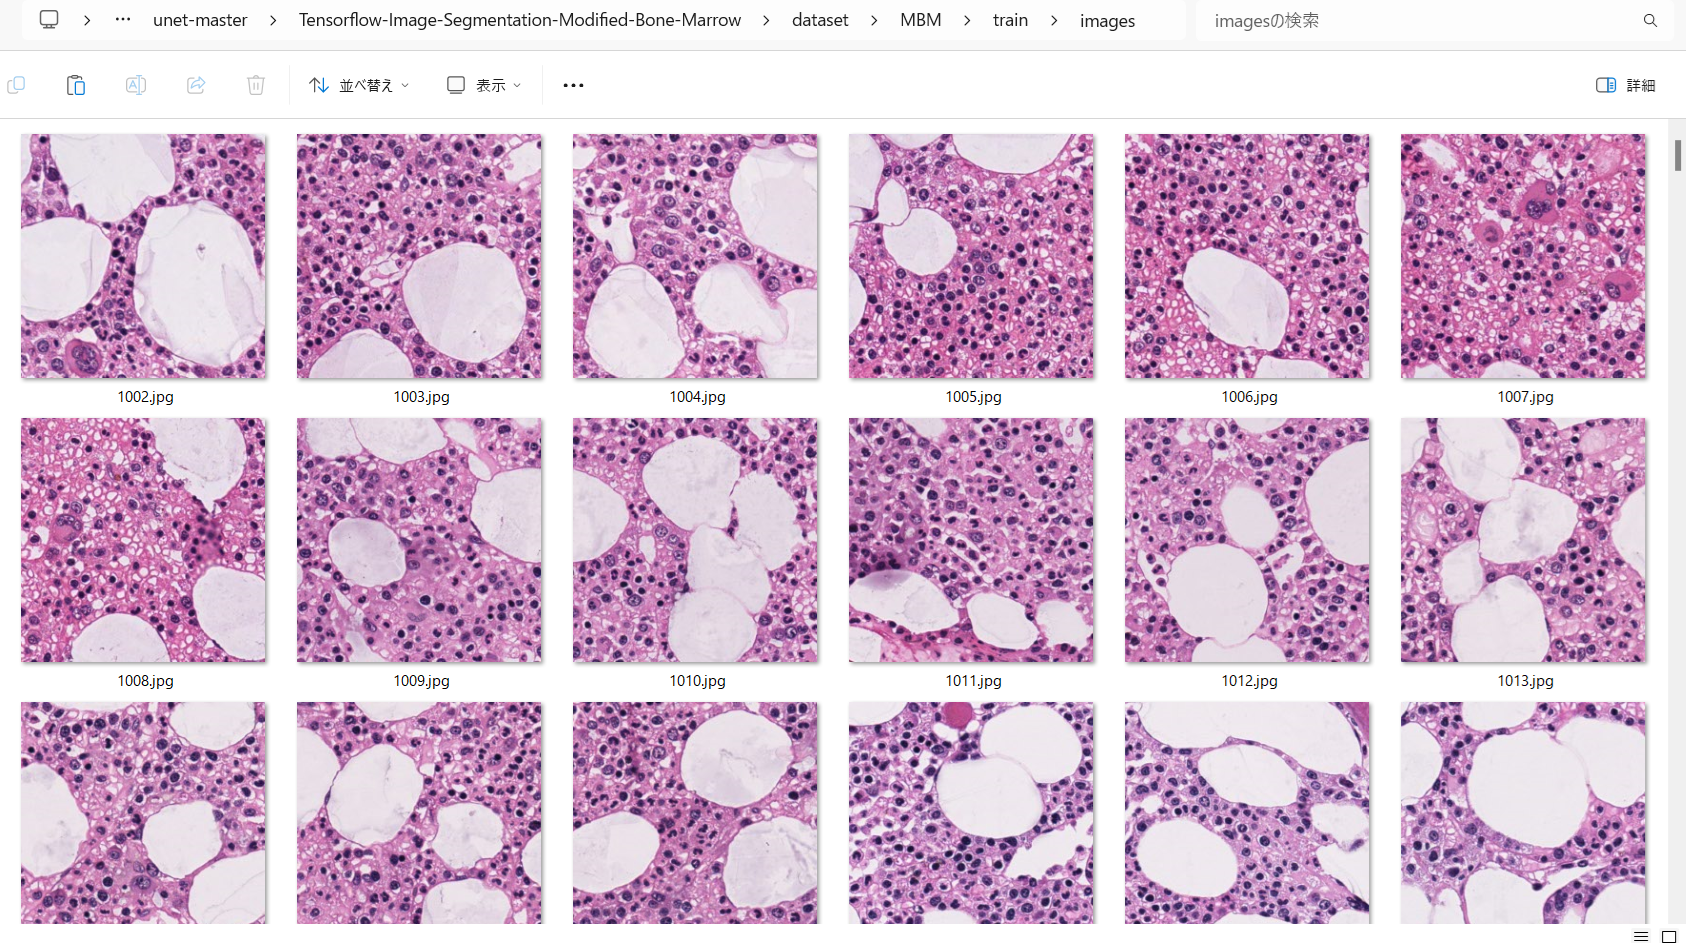 unet-master > Tensorflow-Image-Segmentation-Modified-Bone-Marrow > dataset > MBM > train > images imagesの検索
並べ替え 表示 詳細
1002.jpg 1003.jpg 1004.jpg 1005.jpg 1006.jpg 1007.jpg
1008.jpg 1009.jpg 1010.jpg 1011.jpg 1012.jpg 1013.jpg